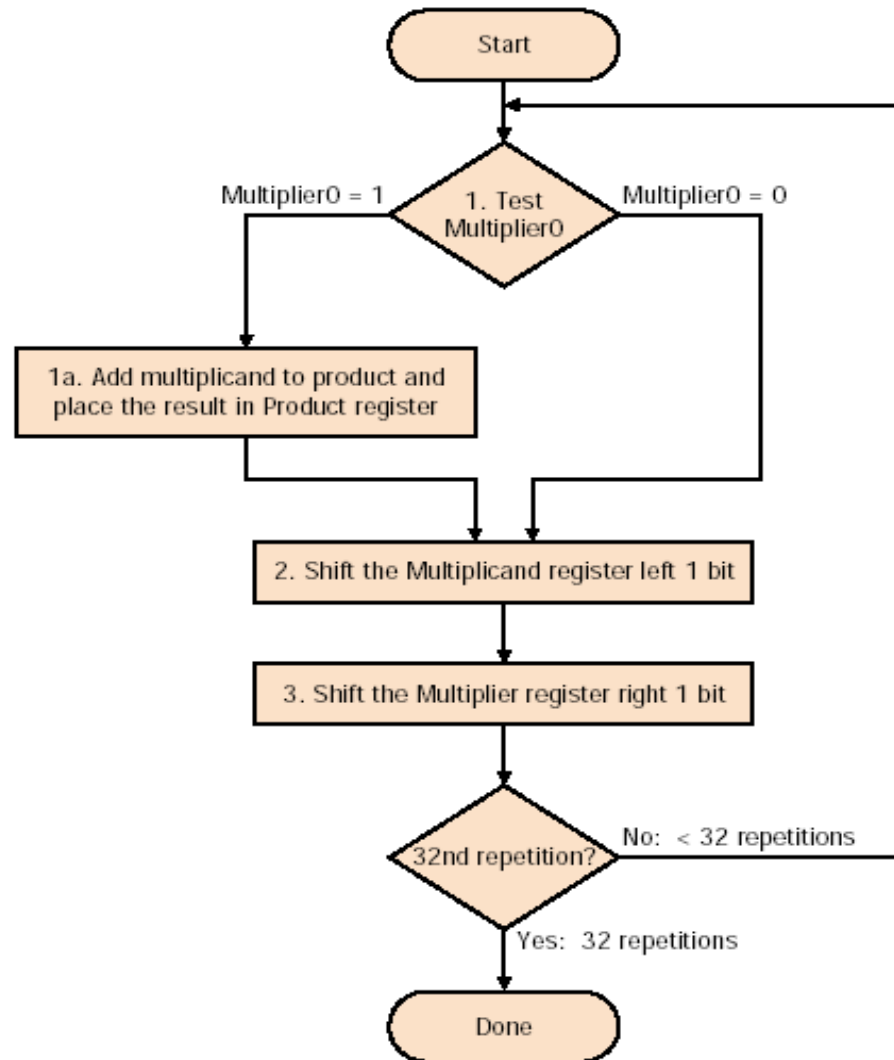 Start
Multiplier0 = 1
1. Test
Multiplier0
Multiplier0 = 0
1a. Add multiplicand to product and
place the result in Product register
2. Shift the Multiplicand register left 1 bit
3. Shift the Multiplier register right 1 bit
32nd repetition?
No: < 32 repetitions
Yes: 32 repetitions
Done